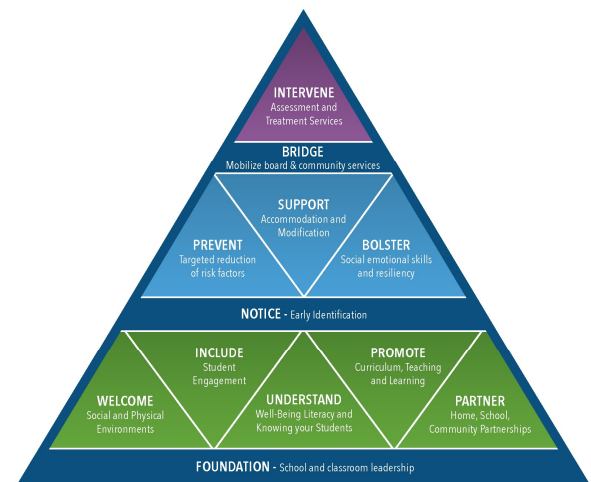 INTERVENE
Assessment and
Treatment Services
BRIDGE
Mobilize board & community services
SUPPORT
Accommodation and
Modification
PREVENT
Targeted reduction
of risk factors
BOLSTER
Social emotional skills
and resiliency
NOTICE - Early Identification
INCLUDE
Student
Engagement
PROMOTE
Curriculum, Teaching
and Learning
WELCOME
Social and Physical
Environments
UNDERSTAND
Well-Being Literacy and
Knowing your Students
PARTNER
Home, School,
Community Partnerships
FOUNDATION - School and classroom leadership